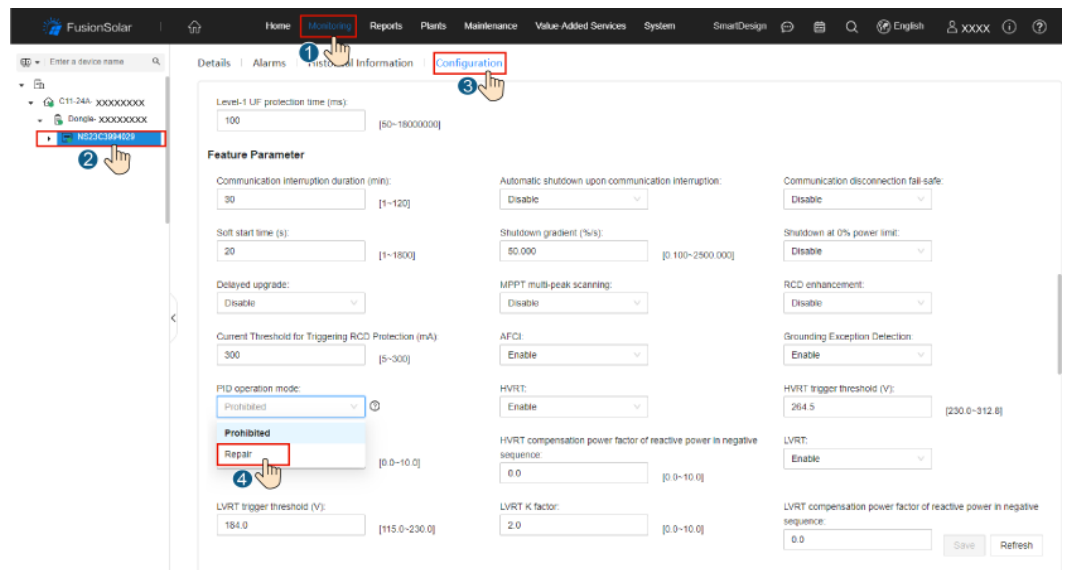 FusionSolar
Home Monitoring Reports Plants Maintenance Value-Added Services System SmartDesign English xxxx
Enter a device name
Details Alarms Historical Information Configuration
1
3
C11-24A- XXXXXXXX
Dongle- XXXXXXXX
NS23C3994029
2
Level-1 UF protection time (ms):
100 [50~18000000]
Feature Parameter
Communication interruption duration (min): Automatic shutdown upon communication interruption: Communication disconnection fail-safe:
30 [1~120] Disable Disable
Soft start time (s): Shutdown gradient (%/s): Shutdown at 0% power limit:
20 [1~1800] 50.000 [0.100~2500.000] Disable
Delayed upgrade: MPPT multi-peak scanning: RCD enhancement:
Disable Disable Disable
Current Threshold for Triggering RCD Protection (mA): AFCI: Grounding Exception Detection:
300 [5~300] Enable Enable
PID operation mode: HVRT: HVRT trigger threshold (V):
Prohibited Enable 264.5 [230.0~312.8]
Prohibited
Repair
4
[0.0~10.0]
HVRT compensation power factor of reactive power in negative
sequence:
0.0 [0.0~10.0]
LVRT:
Enable
LVRT trigger threshold (V): LVRT K factor: LVRT compensation power factor of reactive power in negative
sequence:
184.0 [115.0~230.0] 2.0 [0.0~10.0] 0.0
Save Refresh